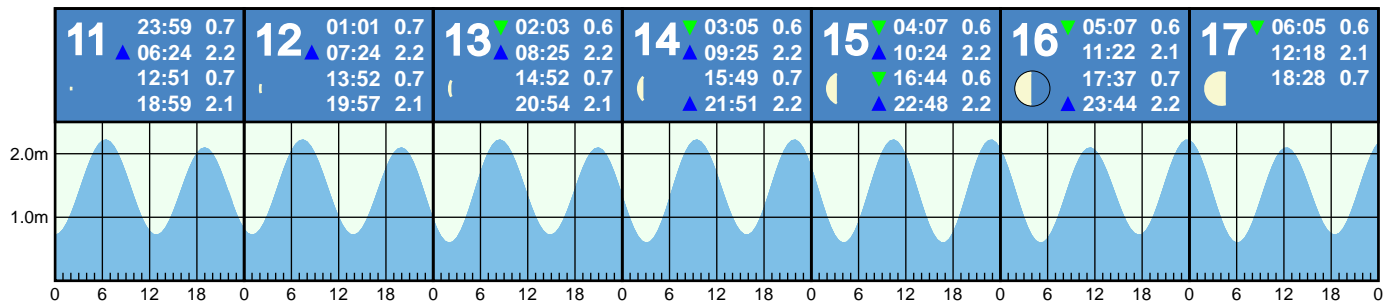 11
23:59 0.7
▲ 06:24 2.2
12:51 0.7
18:59 2.1
12
01:01 0.7
▲ 07:24 2.2
13:52 0.7
19:57 2.1
13
▼ 02:03 0.6
▲ 08:25 2.2
14:52 0.7
20:54 2.1
14
▼ 03:05 0.6
▲ 09:25 2.2
15:49 0.7
▲ 21:51 2.2
15
▼ 04:07 0.6
▲ 10:24 2.2
▼ 16:44 0.6
▲ 22:48 2.2
16
▼ 05:07 0.6
11:22 2.1
17:37 0.7
▲ 23:44 2.2
17
▼ 06:05 0.6
12:18 2.1
18:28 0.7
2.0m
1.0m
0 6 12 18 0 6 12 18 0 6 12 18 0 6 12 18 0 6 12 18 0 6 12 18 0 6 12 18 0